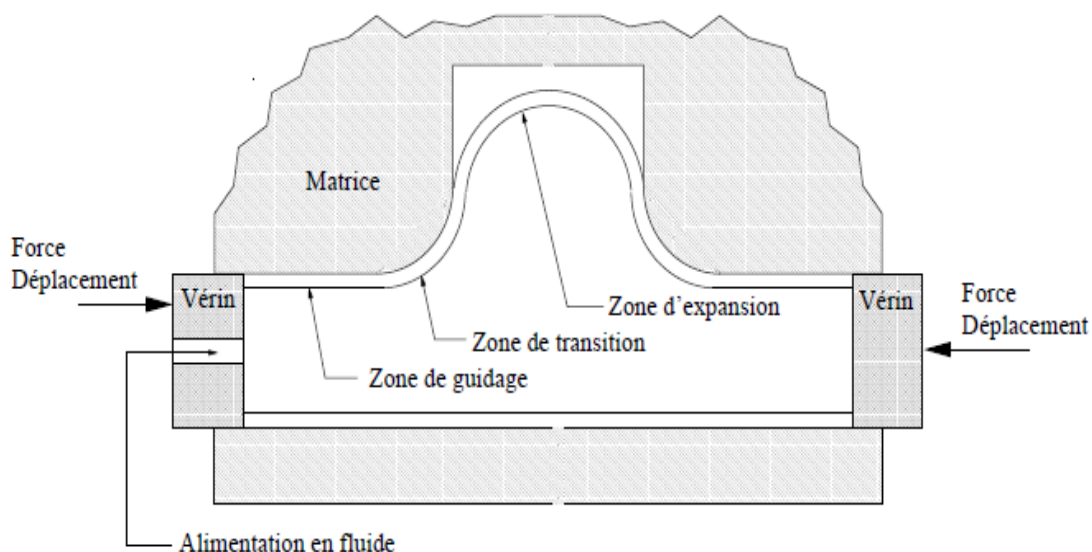 Matrice
Force
Déplacement
Vérin
Vérin
Force
Déplacement
Zone d'expansion
Zone de transition
Zone de guidage
Alimentation en fluide